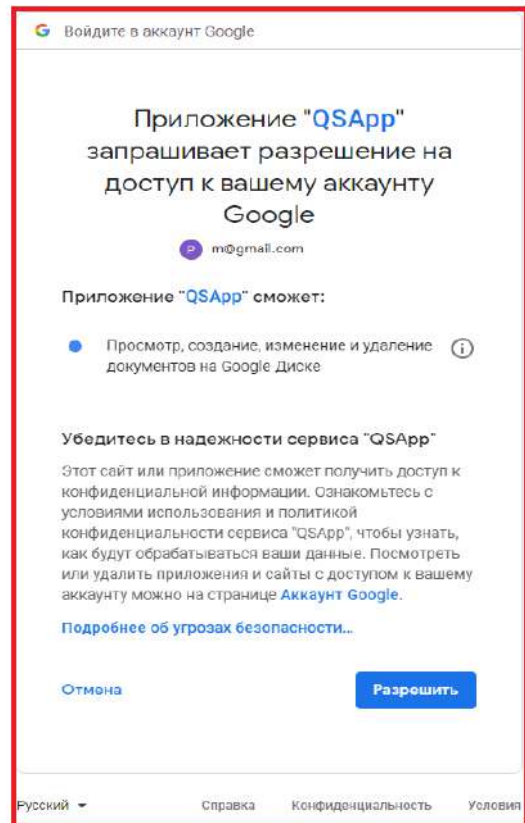 G Войдите в аккаунт Google
Приложение "QSApp"
запрашивает разрешение на
доступ к вашему аккаунту
Google
P m@gmail.com
Приложение "QSApp" сможет:
Просмотр, создание, изменение и удаление
документов на Google Диске
Убедитесь в надежности сервиса "QSApp"
Этот сайт или приложение сможет получить доступ к
конфиденциальной информации. Ознакомьтесь с
условиями использования и политикой
конфиденциальности сервиса "QSApp", чтобы узнать,
как будут обрабатываться ваши данные. Посмотреть
или удалить приложения и сайты с доступом к вашему
аккаунту можно на странице Аккаунт Google.
Подробнее об угрозах безопасности...
Отмена Разрешить
Русский Справка Конфиденциальность Условия